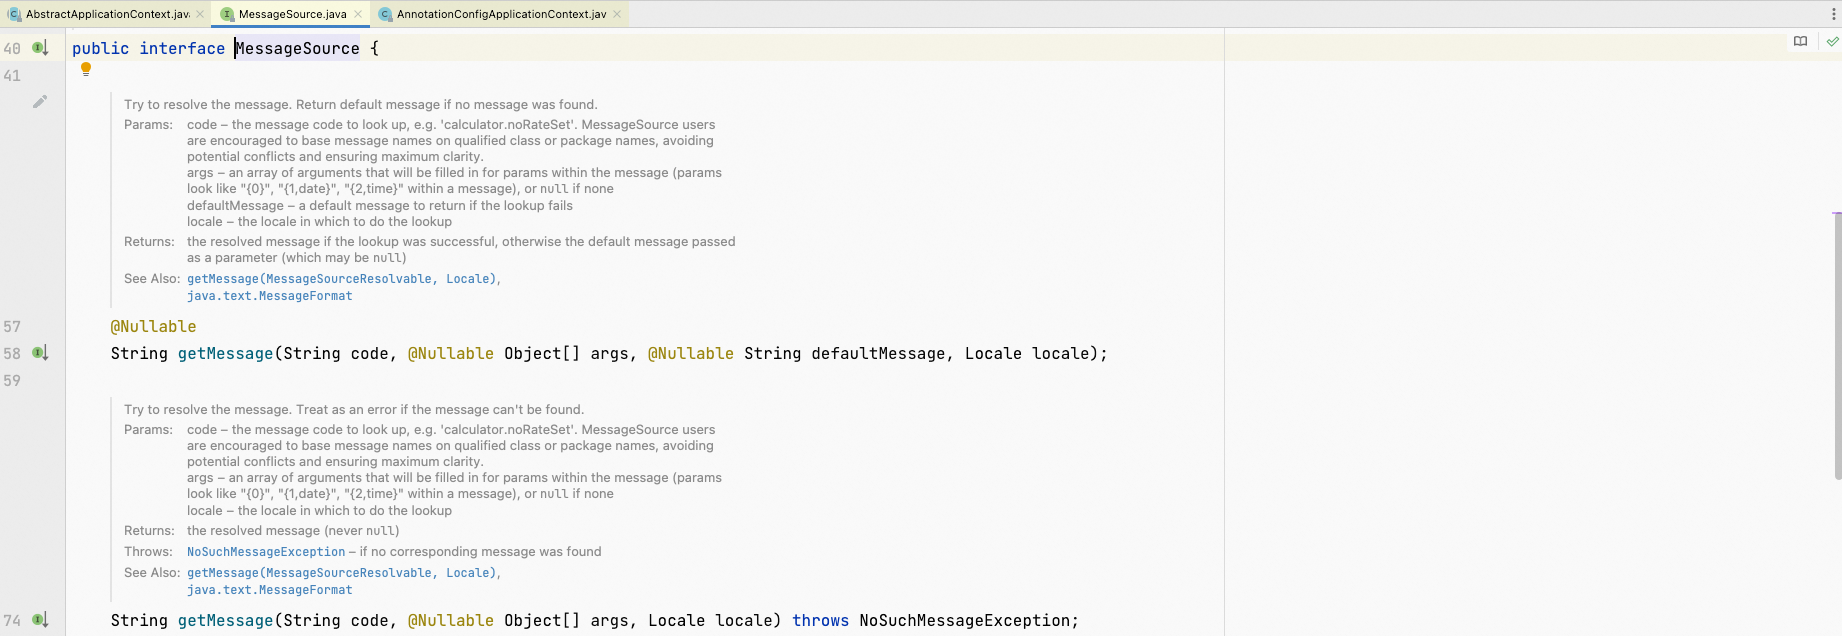 AbstractApplicationContext.java MessageSource.java AnnotationConfigApplicationContext.jav
40 public interface MessageSource {
41
Try to resolve the message. Return default message if no message was found.
Params: code – the message code to look up, e.g. 'calculator.noRateSet'. MessageSource users
are encouraged to base message names on qualified class or package names, avoiding
potential conflicts and ensuring maximum clarity.
args – an array of arguments that will be filled in for params within the message (params
look like "{0}", "{1,date}", "{2,time}" within a message), or null if none
defaultMessage – a default message to return if the lookup fails
locale – the locale in which to do the lookup
Returns: the resolved message if the lookup was successful, otherwise the default message passed
as a parameter (which may be null)
See Also: getMessage(MessageSourceResolvable, Locale),
java.text.MessageFormat
57 @Nullable
58 String getMessage(String code, @Nullable Object[] args, @Nullable String defaultMessage, Locale locale);
59
Try to resolve the message. Treat as an error if the message can't be found.
Params: code – the message code to look up, e.g. 'calculator.noRateSet'. MessageSource users
are encouraged to base message names on qualified class or package names, avoiding
potential conflicts and ensuring maximum clarity.
args – an array of arguments that will be filled in for params within the message (params
look like "{0}", "{1,date}", "{2,time}" within a message), or null if none
locale – the locale in which to do the lookup
Returns: the resolved message (never null)
Throws: NoSuchMessageException – if no corresponding message was found
See Also: getMessage(MessageSourceResolvable, Locale),
java.text.MessageFormat
74 String getMessage(String code, @Nullable Object[] args, Locale locale) throws NoSuchMessageException;